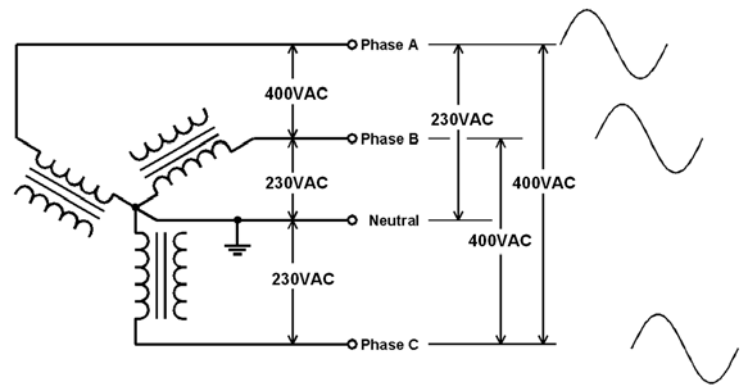 Phase A
400VAC
230VAC
Phase B
230VAC
400VAC
Neutral
400VAC
230VAC
Phase C